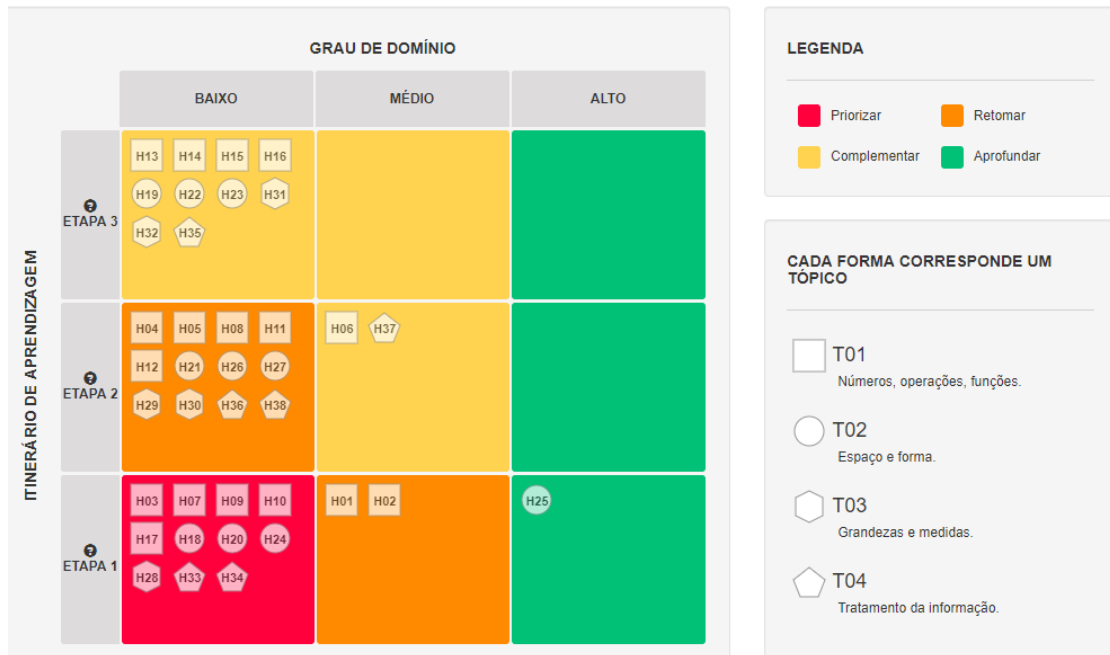 GRAU DE DOMÍNIO
BAIXO
MÉDIO
ALTO
ITINERÁRIO DE APRENDIZAGEM
ETAPA 3
H13 H14 H15 H16
H19 H22 H23 H31
H32 H35
ETAPA 2
H04 H05 H08 H11
H12 H21 H26 H27
H29 H30 H36 H38
H06 H37
ETAPA 1
H03 H07 H09 H10
H17 H18 H20 H24
H28 H33 H34
H01 H02
H25
LEGENDA
Priorizar
Retomar
Complementar
Aprofundar
CADA FORMA CORRESPONDE UM
TÓPICO
T01
Números, operações, funções.
T02
Espaço e forma.
T03
Grandezas e medidas.
T04
Tratamento da informação.